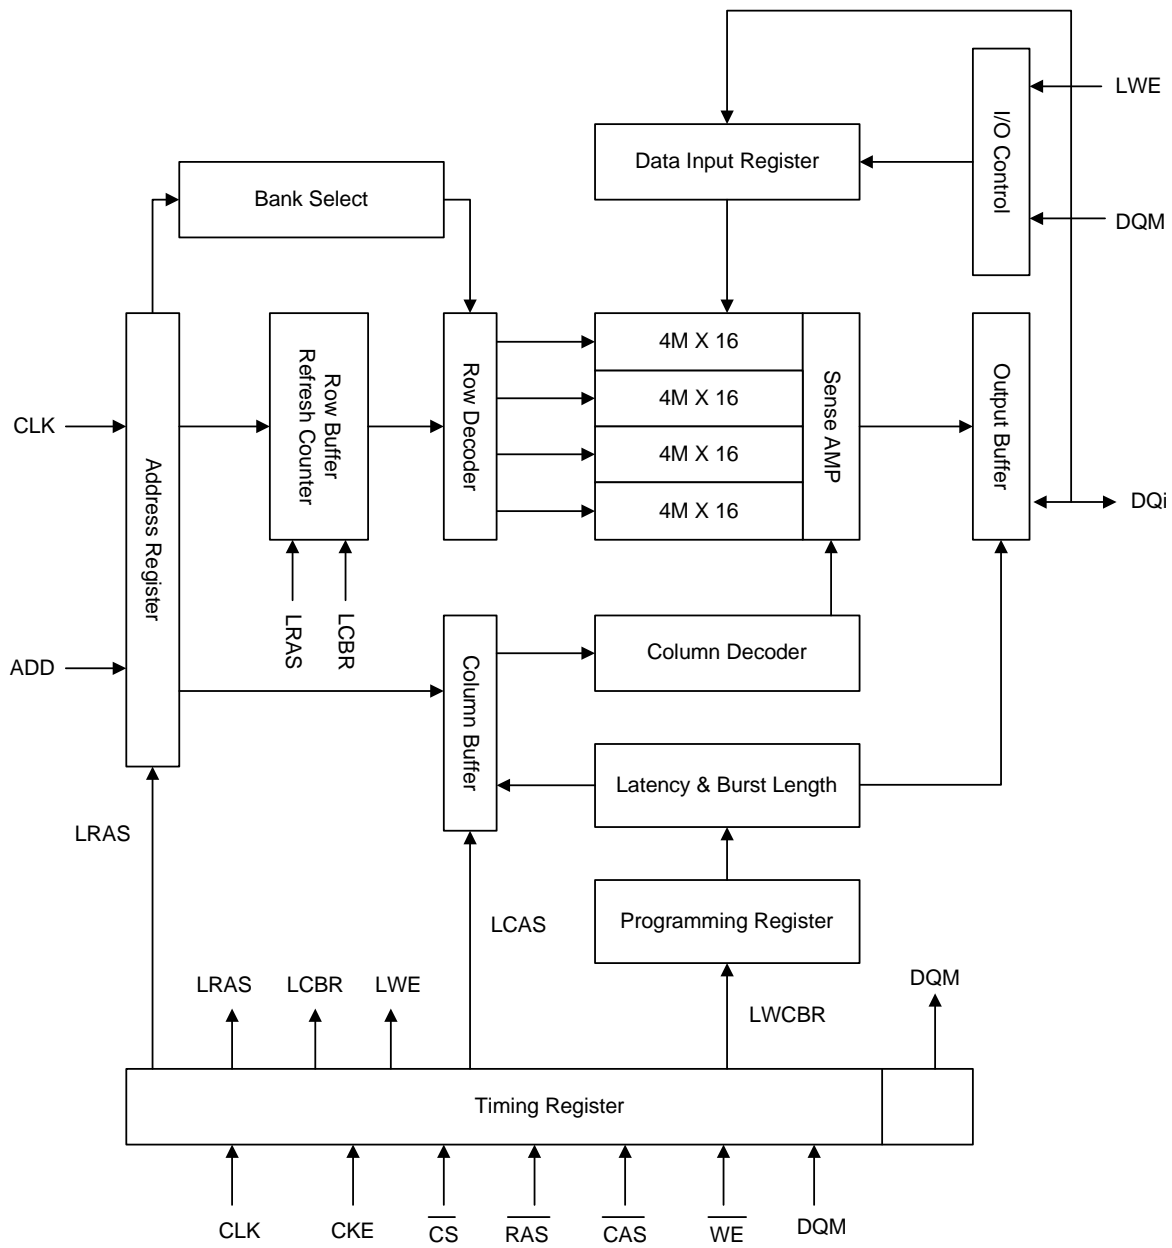 LWE
I/O Control
Data Input Register
Bank Select
DQM
4M X 16
Row Buffer
Refresh Counter
Row Decoder
4M X 16
Sense AMP
Output Buffer
CLK
4M X 16
Address Register
4M X 16
DQi
LRAS
LCBR
ADD
Column Buffer
Column Decoder
Latency & Burst Length
LRAS
LCAS
Programming Register
LRAS
LCBR
LWE
LWCBR
DQM
Timing Register
CLK
CKE
CS
RAS
CAS
WE
DQM